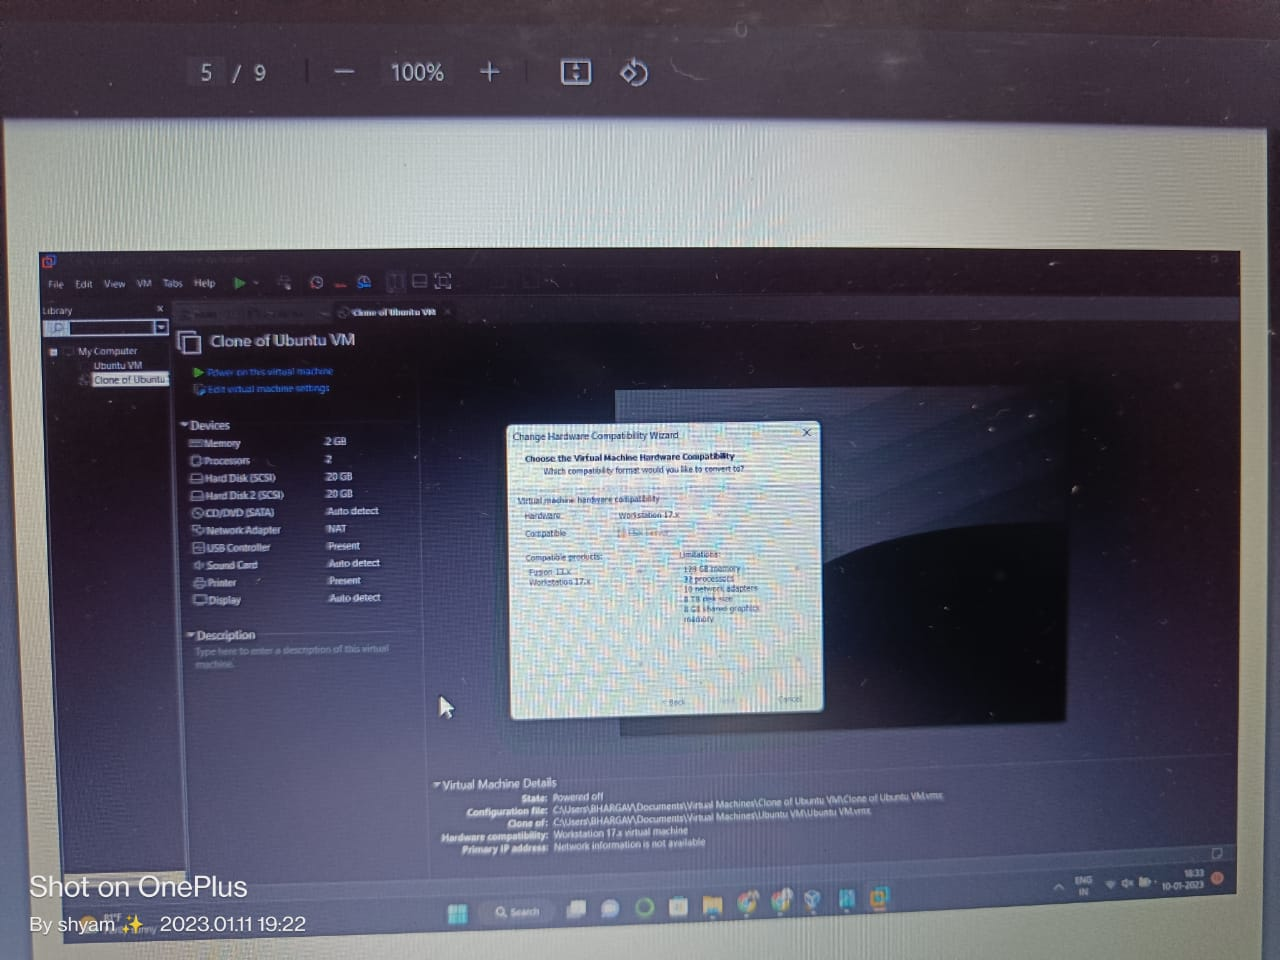 5 / 9
100%
File Edit View VM Tabs Help
Library
Clone of Ubuntu VM
My Computer
Ubuntu VM
Clone of Ubuntu
Clone of Ubuntu VM
Power on this virtual machine
Edit virtual machine settings
Devices
Memory 2 GB
Processors 2
Hard Disk (SCSI) 20 GB
Hard Disk 2 (SCSI) 20 GB
CD/DVD (SATA) Auto detect
Network Adapter NAT
USB Controller Present
Sound Card Auto detect
Printer Present
Display Auto detect
Description
Type here to enter a description of this virtual
machine.
Change Hardware Compatibility Wizard
Choose the Virtual Machine Hardware Compatibility
Which compatibility format would you like to convert to?
Virtual machine hardware compatibility
Hardware Workstation 17.x
Compatible ESX Server
Compatible products:
Fusion 13.x
Workstation 17.x
Limitations:
128 GB memory
32 processors
10 network adapters
8 TB disk size
8 GB shared graphics
memory
< Back Cancel
Virtual Machine Details
State: Powered off
Configuration file: C:\Users\BHARGAV\Documents\Virtual Machines\Clone of Ubuntu VM\Clone of Ubuntu VM.vmx
Clone of: C:\Users\BHARGAV\Documents\Virtual Machines\Ubuntu VM\Ubuntu VM.vmx
Hardware compatibility: Workstation 17.x virtual machine
Primary IP address: Network information is not available
Search
ENG
IN
18:33
10-01-2023
Shot on OnePlus
By shyam✨ 2023.01.11 19:22